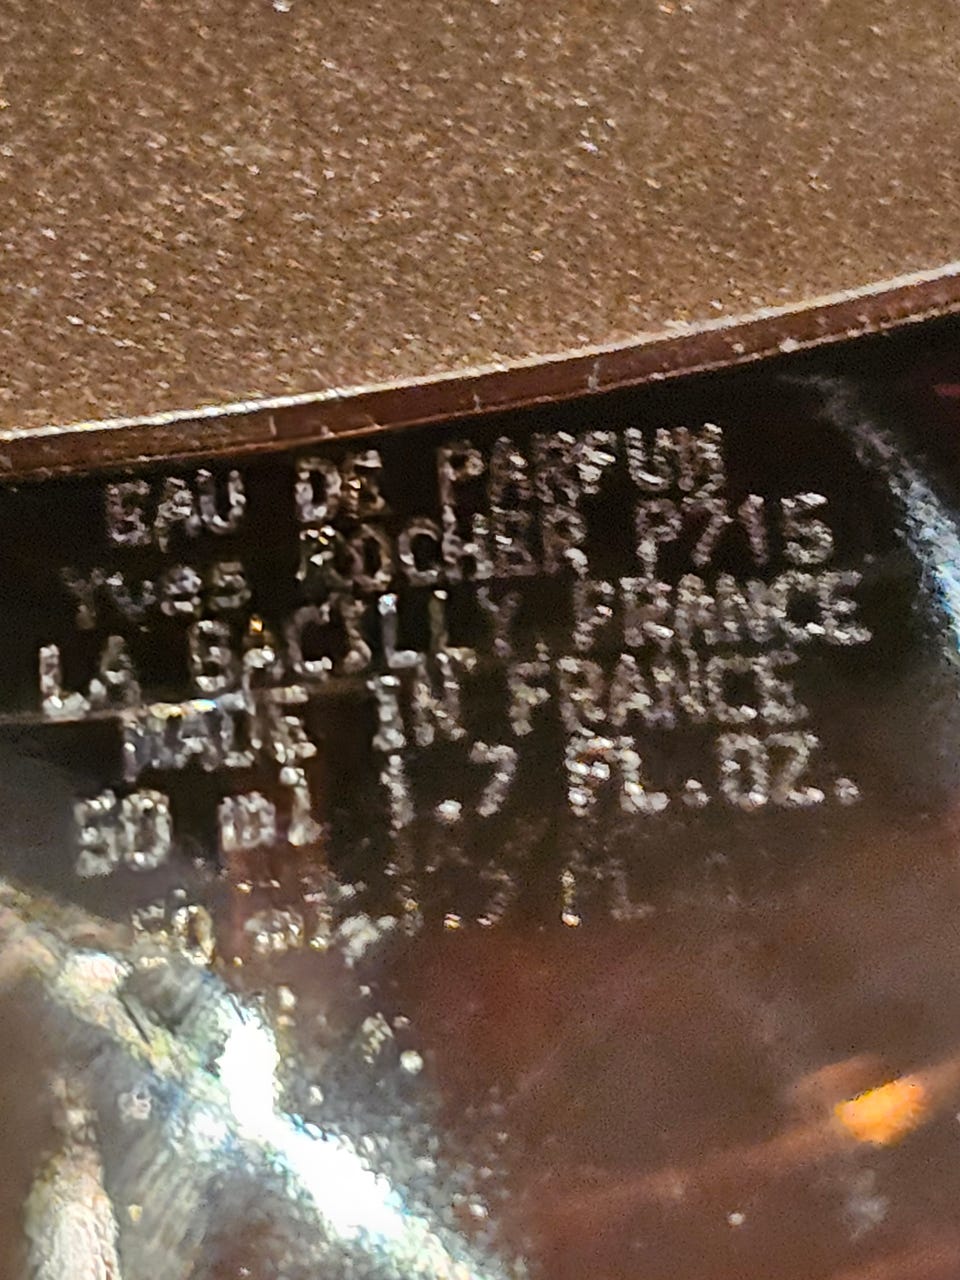 EAU DE PARFUM
YVES ROCHER P715
LA GACILLY, FRANCE
MADE IN FRANCE
50 ml 1.7 FL.OZ.